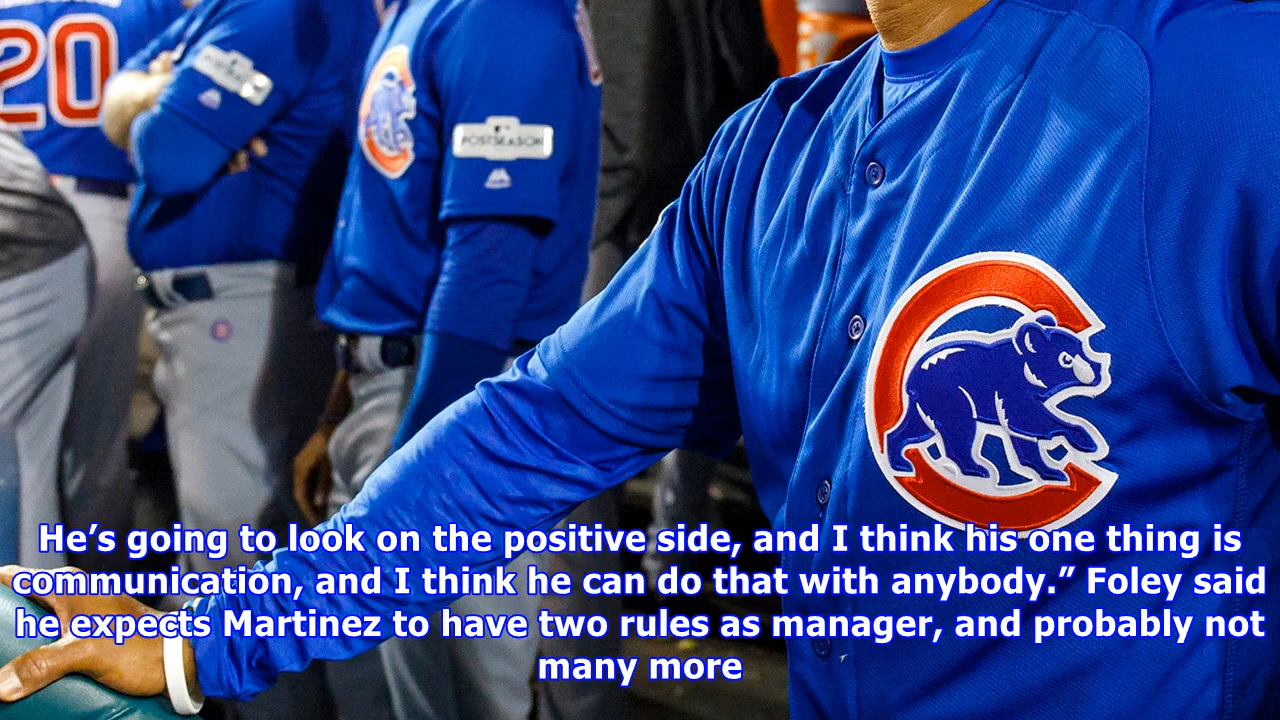 20
POSTSEASON
He’s going to look on the positive side, and I think his one thing is
communication, and I think he can do that with anybody.” Foley said
he expects Martinez to have two rules as manager, and probably not
many more